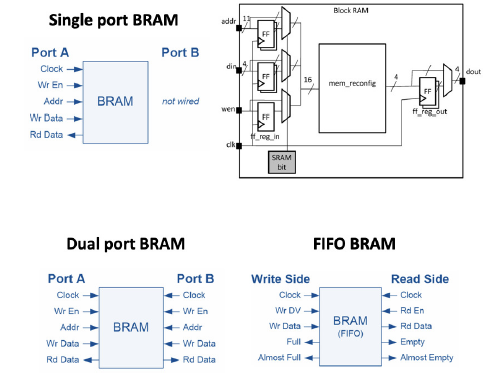 Single port BRAM
Port A
Port B
Clock
Wr En
Addr
Wr Data
Rd Data
BRAM
not wired
Block RAM
addr
11
FF
din
4
FF
wen
FF
ff_reg_in
clk
SRAM
bit
16
mem_reconfig
4
FF
ff_reg_out
4
dout
Dual port BRAM
Port A
Port B
Clock
Wr En
Addr
Wr Data
Rd Data
BRAM
Clock
Wr En
Addr
Wr Data
Rd Data
FIFO BRAM
Write Side
Read Side
Clock
Wr DV
Wr Data
Full
Almost Full
BRAM
(FIFO)
Clock
Rd En
Rd Data
Empty
Almost Empty